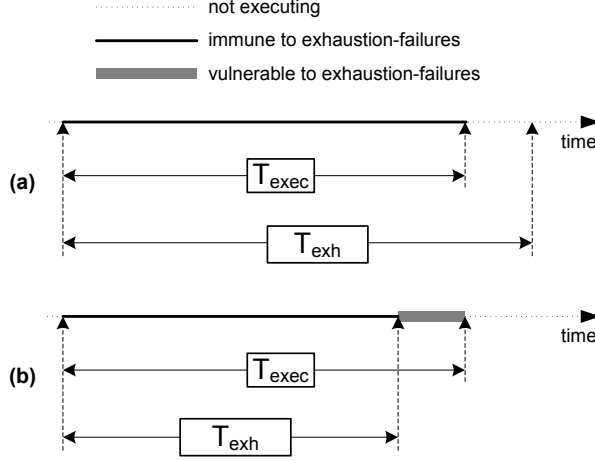 not executing
immune to exhaustion-failures
vulnerable to exhaustion-failures
time
(a)
Texec
Texh
time
(b)
Texec
Texh